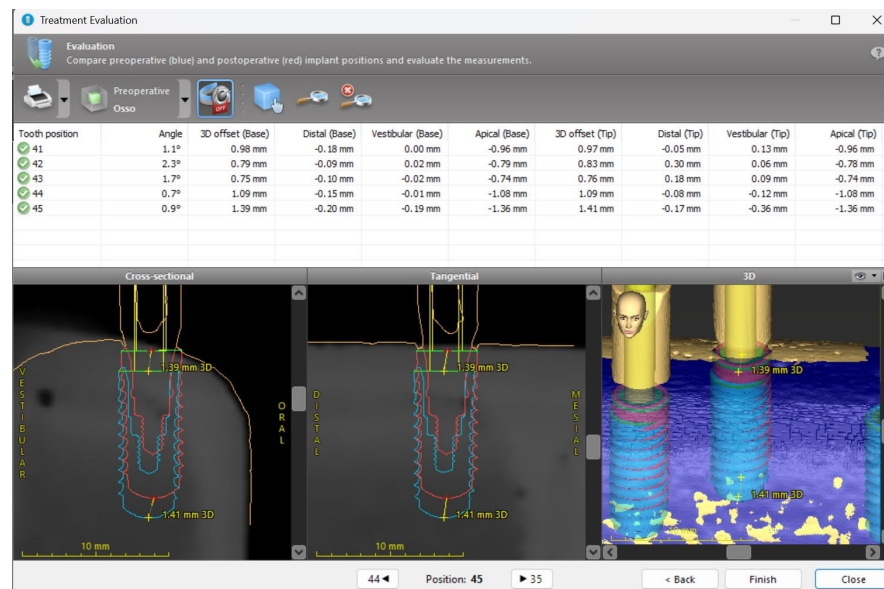 Treatment Evaluation
Evaluation
Compare preoperative (blue) and postoperative (red) implant positions and evaluate the measurements.
Preoperative
Osso
OFF
Tooth position Angle 3D offset (Base) Distal (Base) Vestibular (Base) Apical (Base) 3D offset (Tip) Distal (Tip) Vestibular (Tip) Apical (Tip)
41 1.1° 0.98 mm -0.18 mm 0.00 mm -0.96 mm 0.97 mm -0.05 mm 0.13 mm -0.96 mm
42 2.3° 0.79 mm -0.09 mm 0.02 mm -0.79 mm 0.83 mm 0.30 mm 0.06 mm -0.78 mm
43 1.7° 0.75 mm -0.10 mm -0.02 mm -0.74 mm 0.76 mm 0.18 mm 0.09 mm -0.74 mm
44 0.7° 1.09 mm -0.15 mm -0.01 mm -1.08 mm 1.09 mm -0.08 mm -0.12 mm -1.08 mm
45 0.9° 1.39 mm -0.20 mm -0.19 mm -1.36 mm 1.41 mm -0.17 mm -0.36 mm -1.36 mm
Cross-sectional
VESTIBULAR
1.39 mm 3D
ORAL
1.41 mm 3D
10 mm
Tangential
DISTAL
1.39 mm 3D
MESIAL
1.41 mm 3D
10 mm
3D
1.39 mm 3D
1.41 mm 3D
44 Position: 45 35 < Back Finish Close